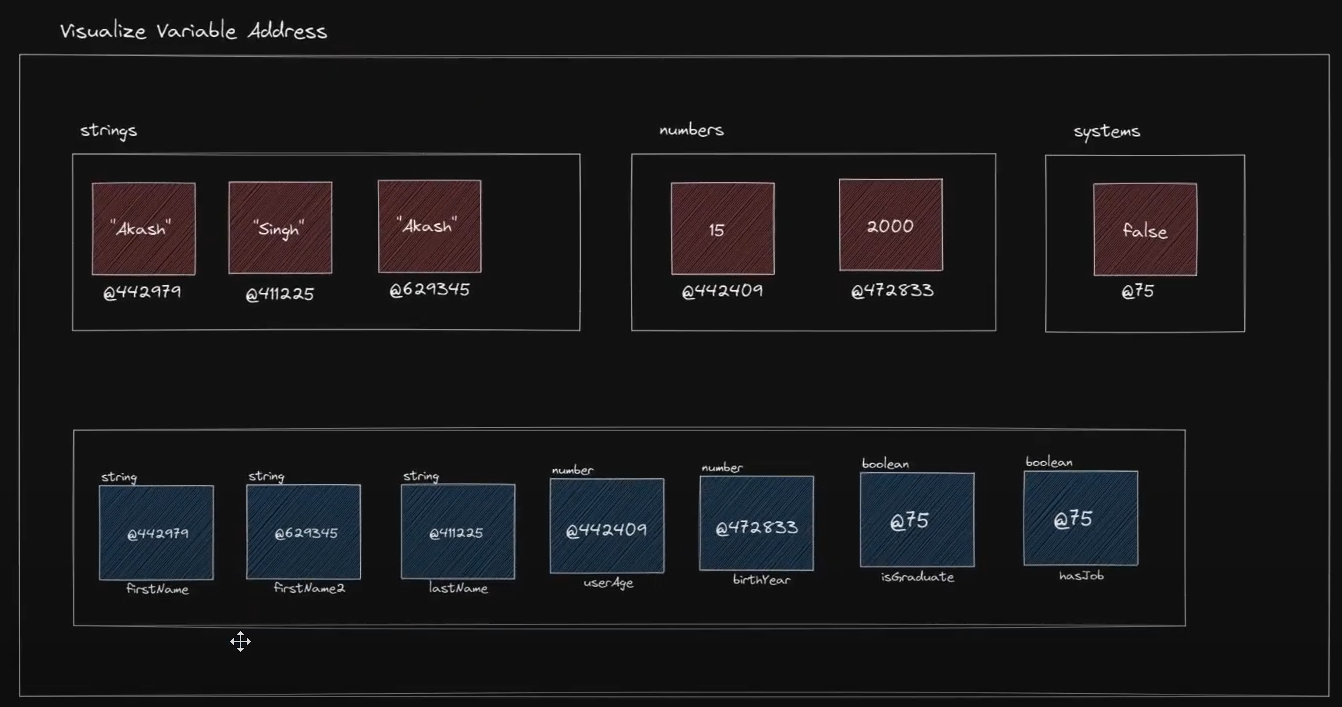 Visualize Variable Address
strings
numbers
systems
"Akash"
"Singh"
"Akash"
15
2000
false
@442979
@411225
@629345
@442409
@472833
@75
string
string
string
number
number
boolean
boolean
@442979
@629345
@411225
@442409
@472833
@75
@75
firstName
firstName2
lastName
userAge
birthYear
isGraduate
hasJob